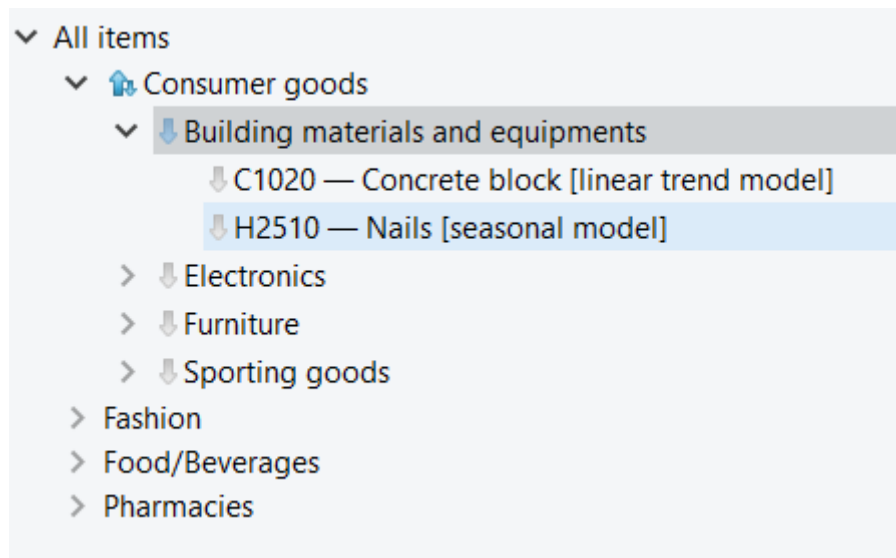 All items
Consumer goods
Building materials and equipments
C1020 — Concrete block [linear trend model]
H2510 — Nails [seasonal model]
Electronics
Furniture
Sporting goods
Fashion
Food/Beverages
Pharmacies